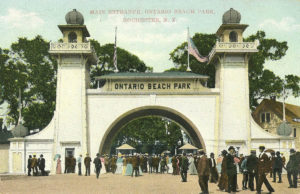 MAIN ENTRANCE, ONTARIO BEACH PARK,
ROCHESTER, N. Y.
ONTARIO BEACH PARK